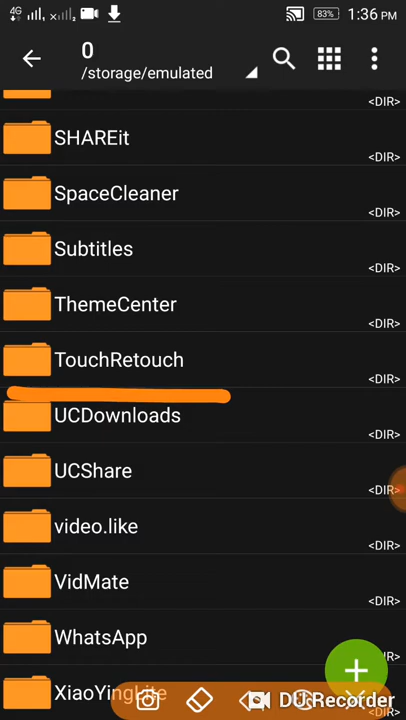 4G
83%
1:36 PM
0
/storage/emulated
<DIR>
SHAREit
<DIR>
SpaceCleaner
<DIR>
Subtitles
<DIR>
ThemeCenter
<DIR>
TouchRetouch
<DIR>
UCDownloads
<DIR>
UCShare
<DIR>
video.like
<DIR>
VidMate
<DIR>
WhatsApp
XiaoYingLite
DU Recorder
<DIR>